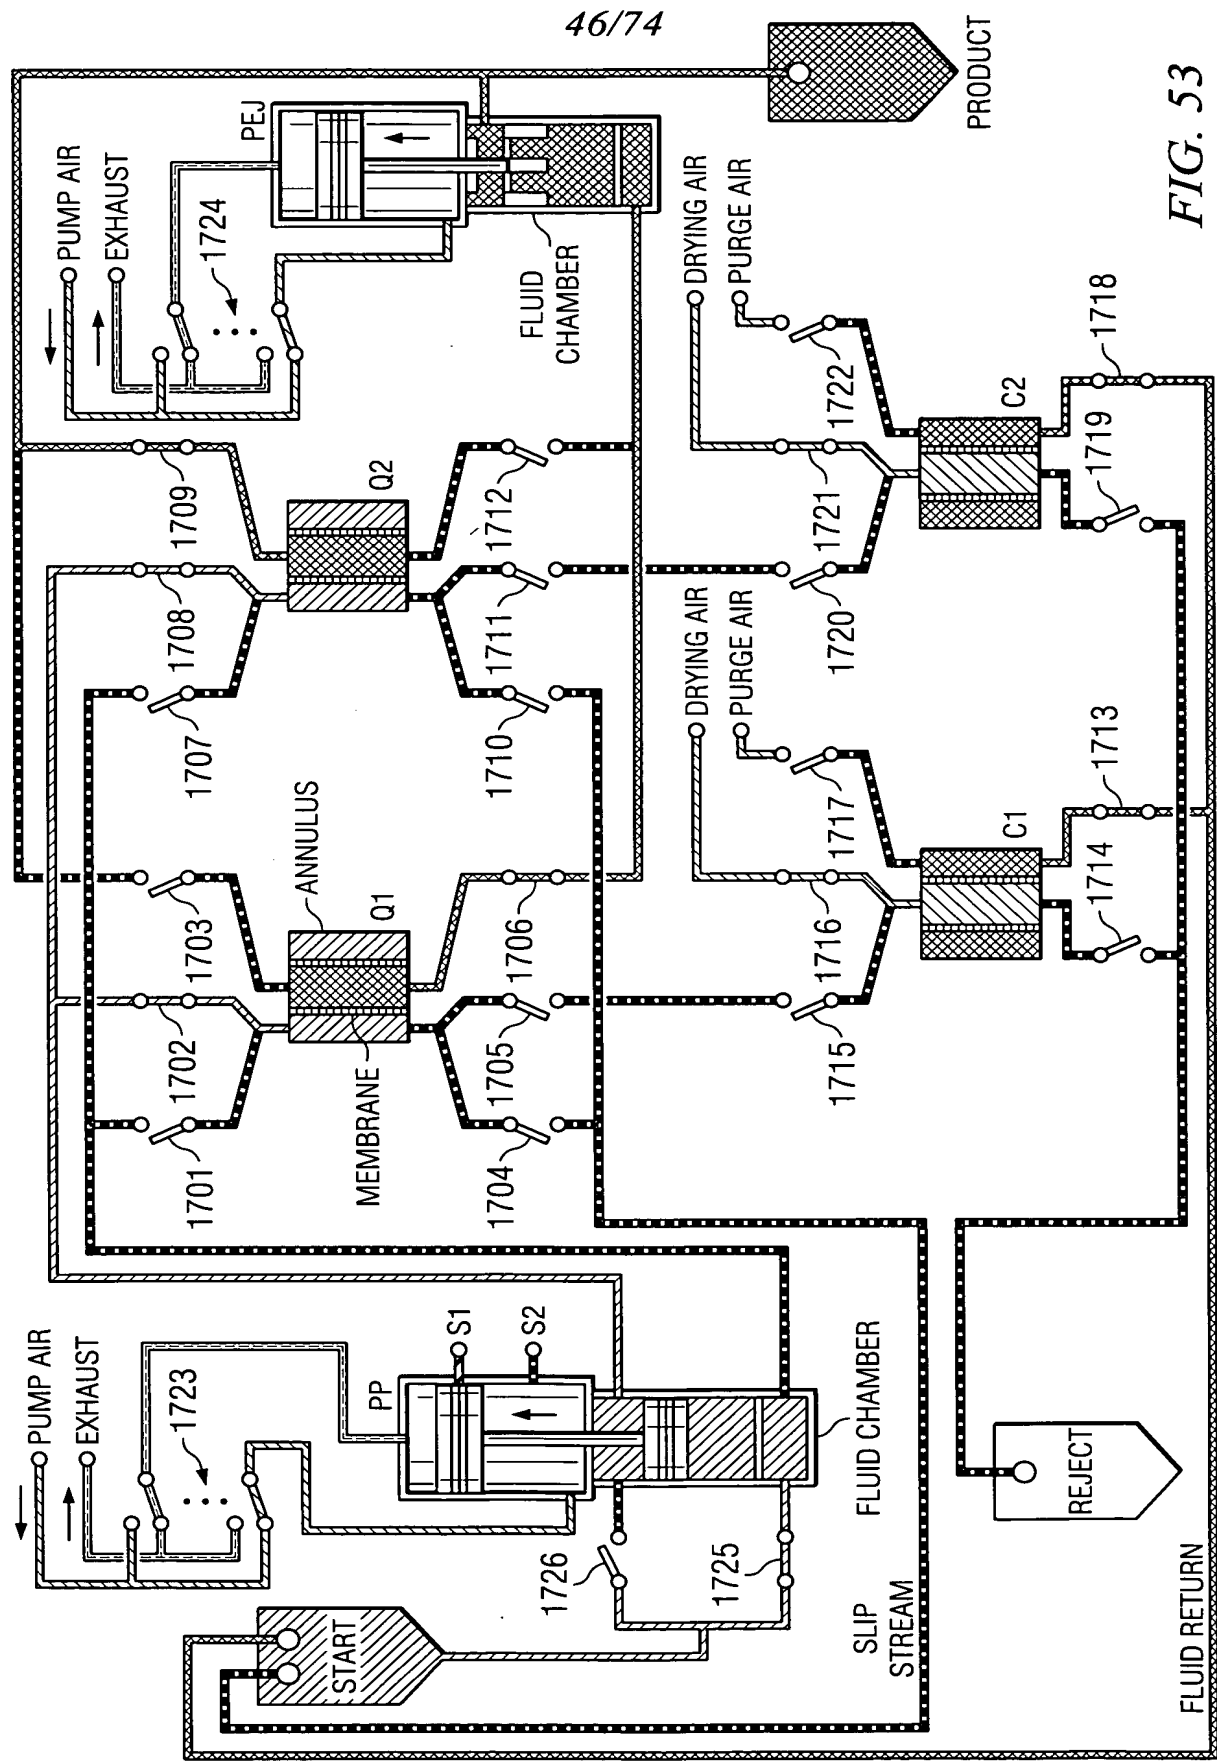 46/74
PUMP AIR
EXHAUST
1724
PEJ
FLUID
CHAMBER
PRODUCT
FIG. 53
1709
1708
1707
Q2
1712
1711
1710
DRYING AIR
PURGE AIR
1722
1721
1720
C2
1718
1719
1703
1702
1701
ANNULUS
MEMBRANE
Q1
1706
1705
1704
DRYING AIR
PURGE AIR
1717
1716
1715
C1
1713
1714
PUMP AIR
EXHAUST
1723
PP
S1
S2
FLUID CHAMBER
1726
1725
START
SLIP
STREAM
REJECT
FLUID RETURN